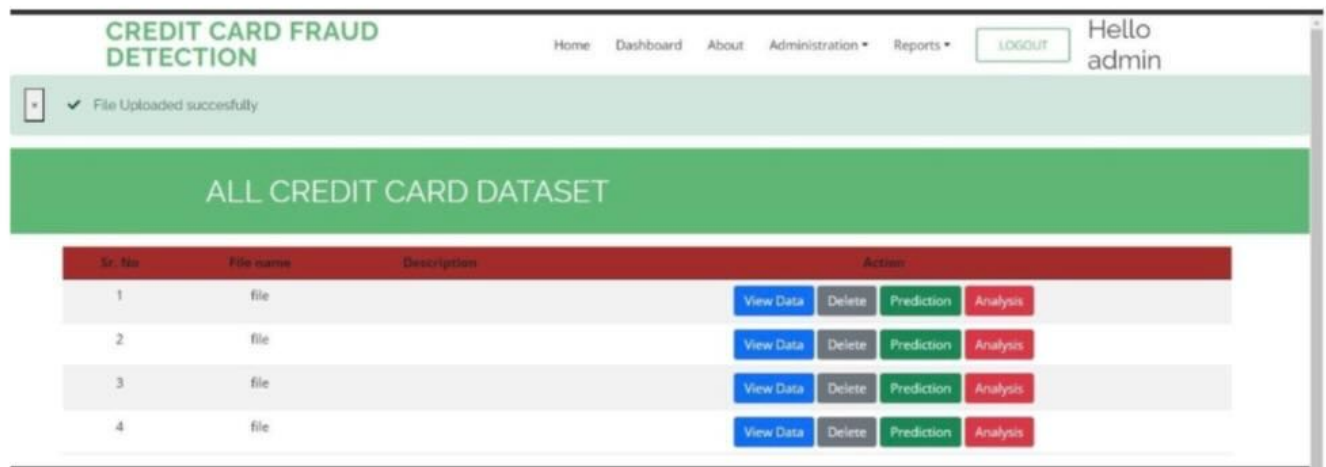 CREDIT CARD FRAUD DETECTION
Home Dashboard About Administration Reports LOGOUT Hello admin
× ✔ File Uploaded succesfully
ALL CREDIT CARD DATASET
Sr. No File name Description Action
1 file View Data Delete Prediction Analysis
2 file View Data Delete Prediction Analysis
3 file View Data Delete Prediction Analysis
4 file View Data Delete Prediction Analysis